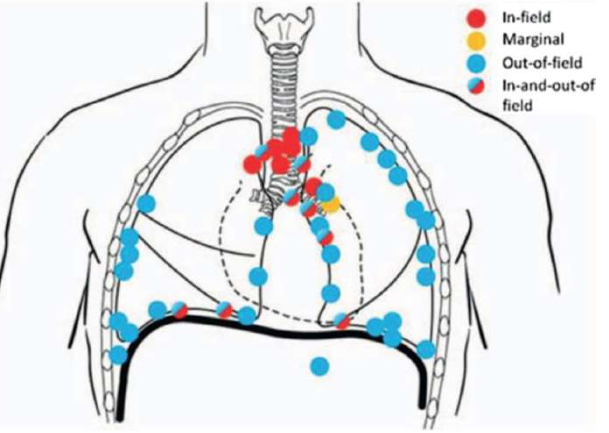 In-field
Marginal
Out-of-field
In-and-out-of
field